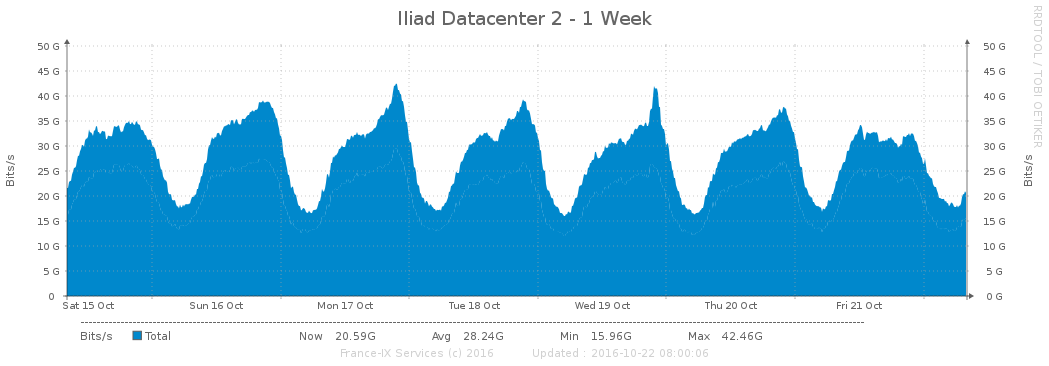 Iliad Datacenter 2 - 1 Week
RRDTOOL / TOBI OETIKER
Bits/s
50 G
45 G
40 G
35 G
30 G
25 G
20 G
15 G
10 G
5 G
0
50 G
45 G
40 G
35 G
30 G
25 G
20 G
15 G
10 G
5 G
0 G
Bits/s
Sat 15 Oct Sun 16 Oct Mon 17 Oct Tue 18 Oct Wed 19 Oct Thu 20 Oct Fri 21 Oct
Bits/s Total Now 20.59G Avg 28.24G Min 15.96G Max 42.46G
France-IX Services (c) 2016 Updated : 2016-10-22 08:00:06